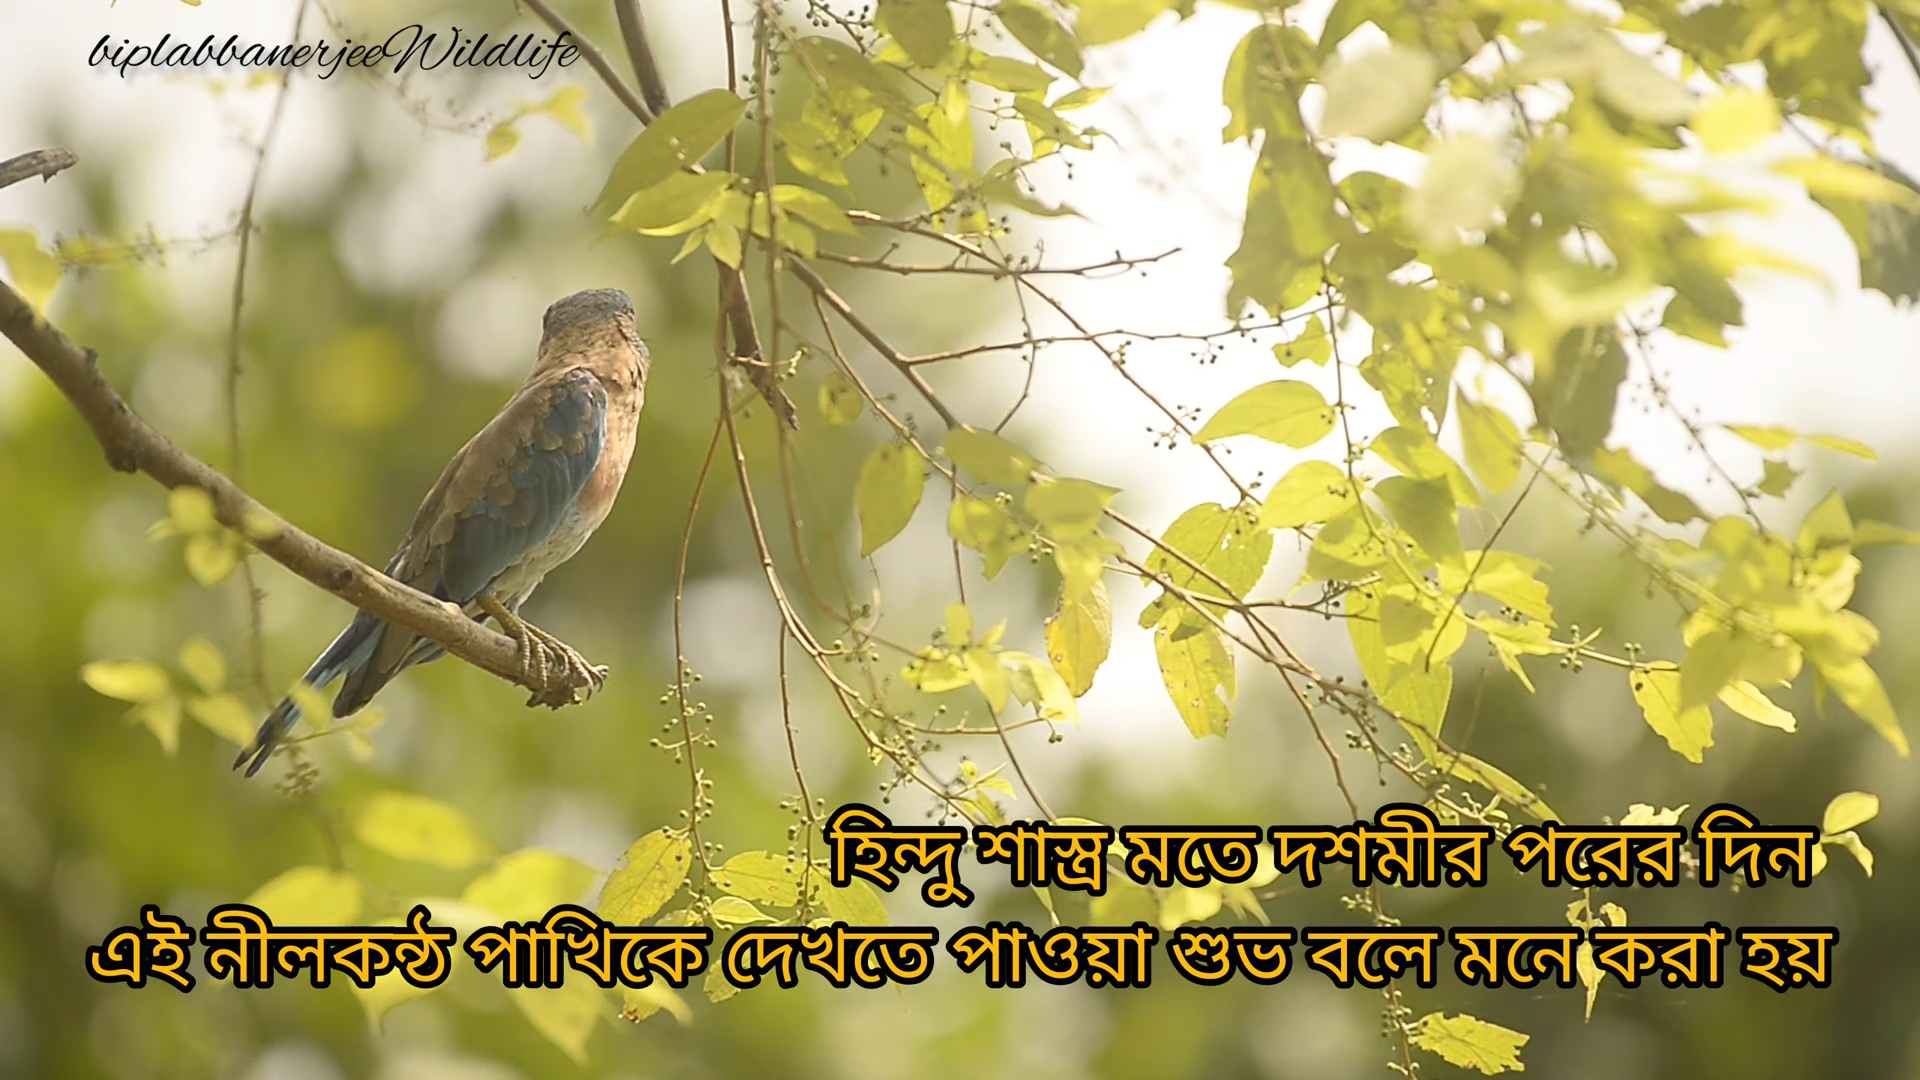 biplabbanerjeeWildlife
হিন্দু শাস্ত্র মতে দশমীর পরের দিন
এই নীলকন্ঠ পাখিকে দেখতে পাওয়া শুভ বলে মনে করা হয়